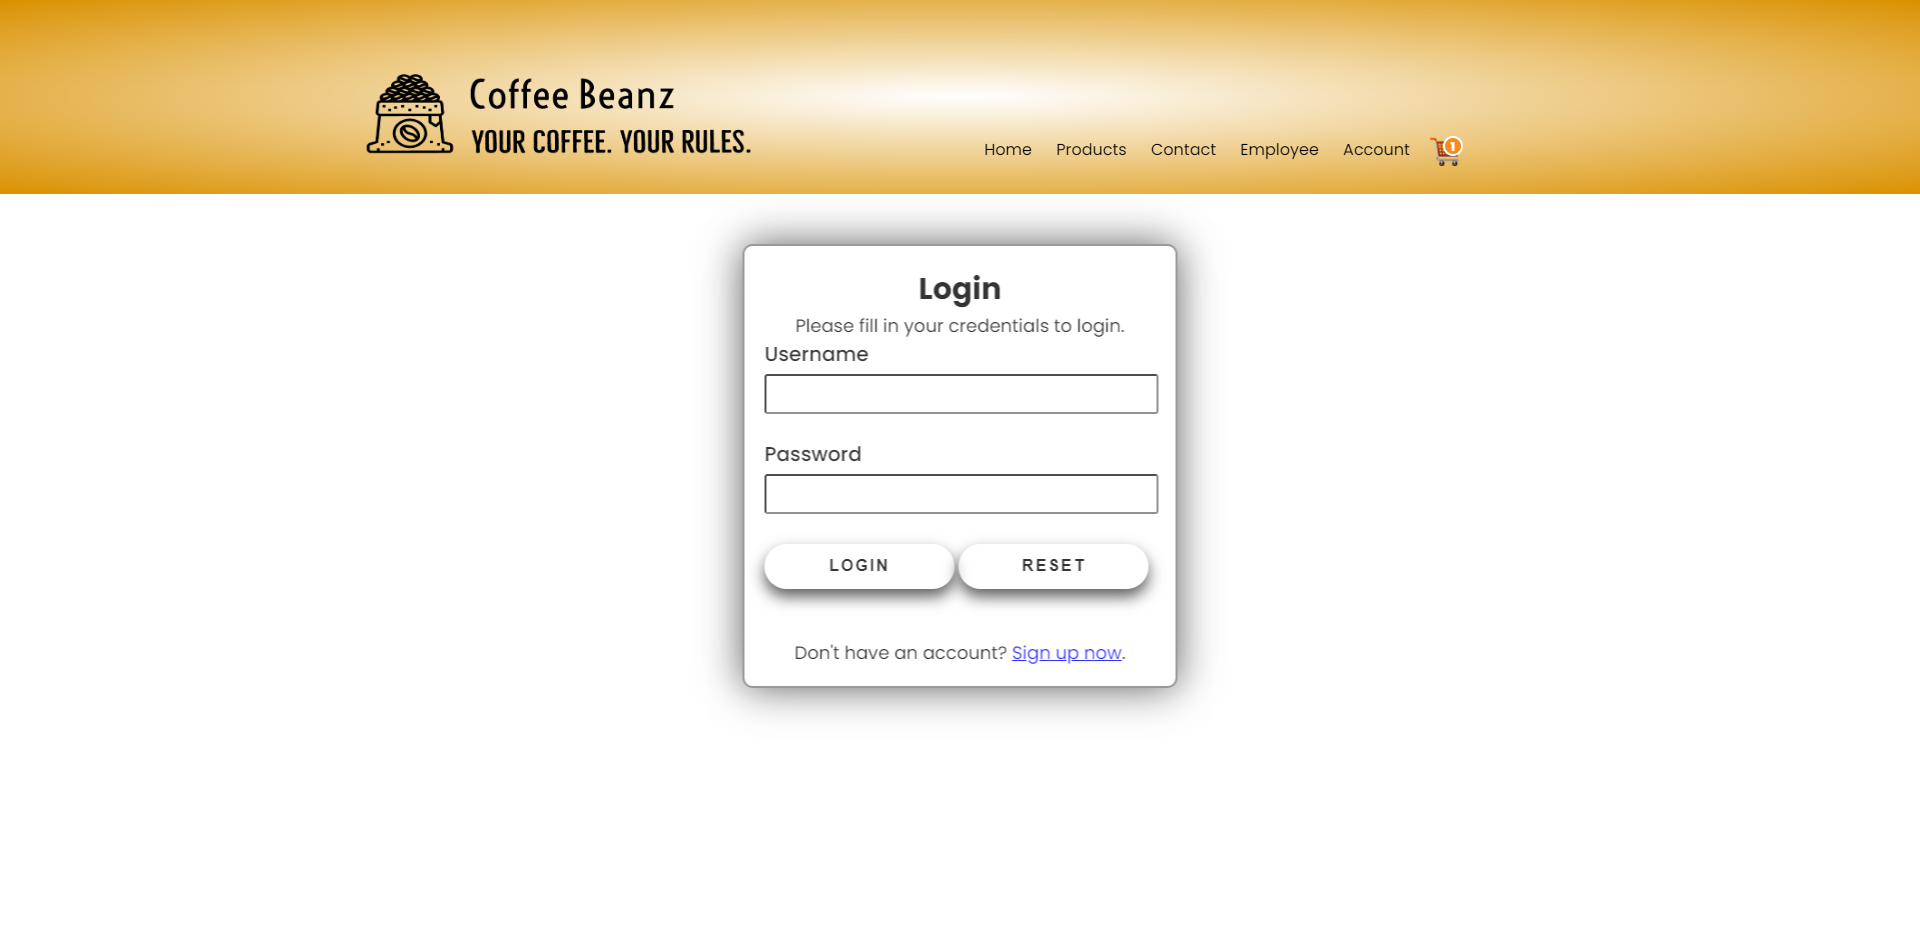 Coffee Beanz
YOUR COFFEE. YOUR RULES.
Home Products Contact Employee Account 1
Login
Please fill in your credentials to login.
Username
Password
LOGIN RESET
Don't have an account? Sign up now.